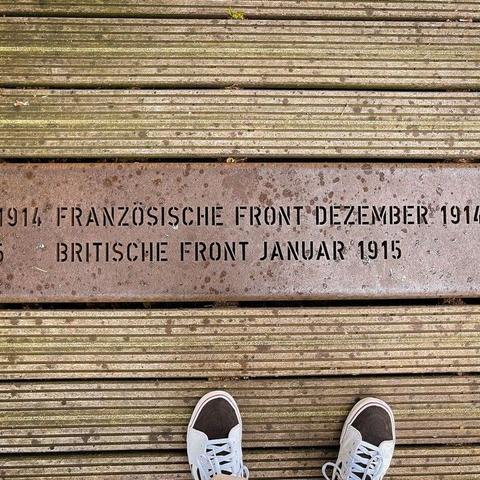 1914 FRANZÖSISCHE FRONT DEZEMBER 1914
5 BRITISCHE FRONT JANUAR 1915